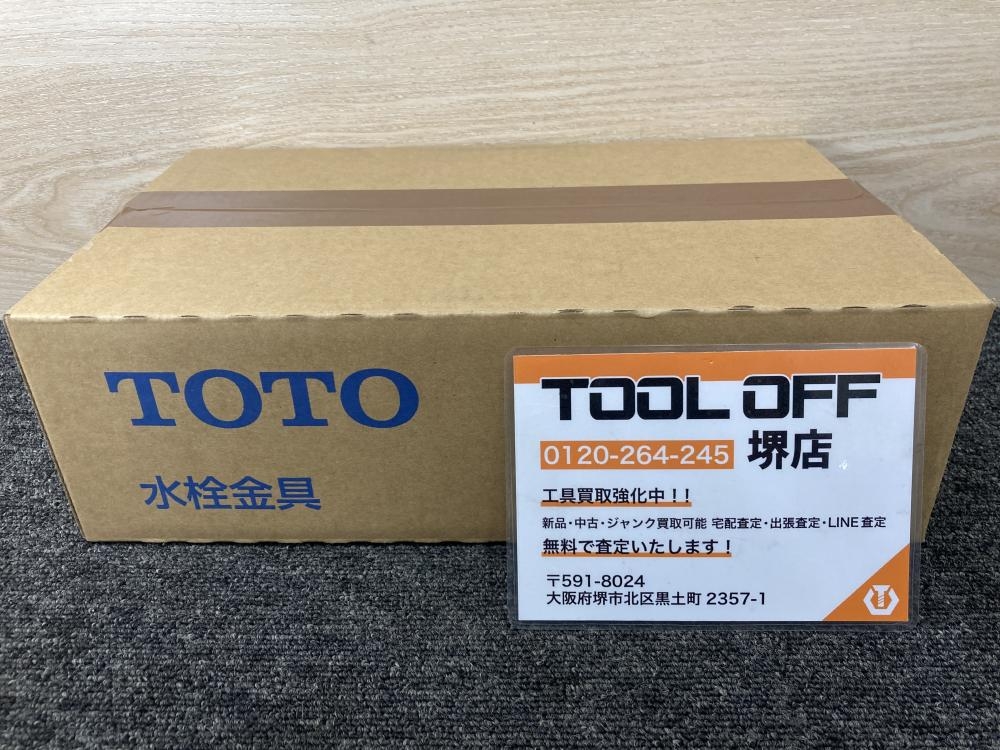 TOTO
水栓金具
TOOL OFF
0120-264-245 堺店
工具買取強化中！！
新品・中古・ジャンク買取可能 宅配査定・出張査定・LINE査定
無料で査定いたします！
〒591-8024
大阪府堺市北区黒土町 2357-1